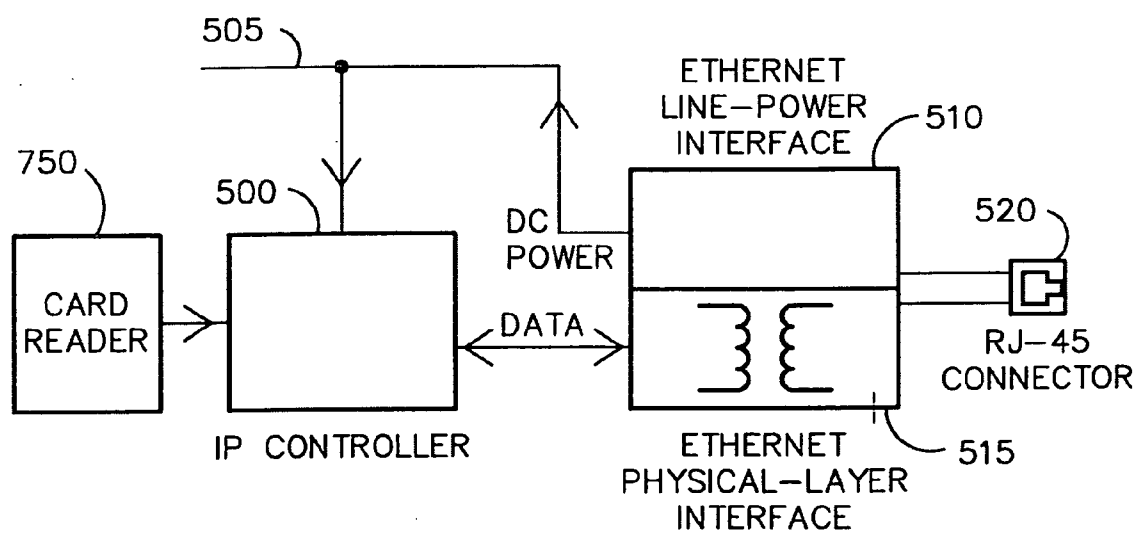 505
ETHERNET
LINE-POWER
INTERFACE
510
750
500
520
DC
POWER
CARD
READER
DATA
RJ-45
CONNECTOR
IP CONTROLLER
ETHERNET
PHYSICAL-LAYER
INTERFACE
515